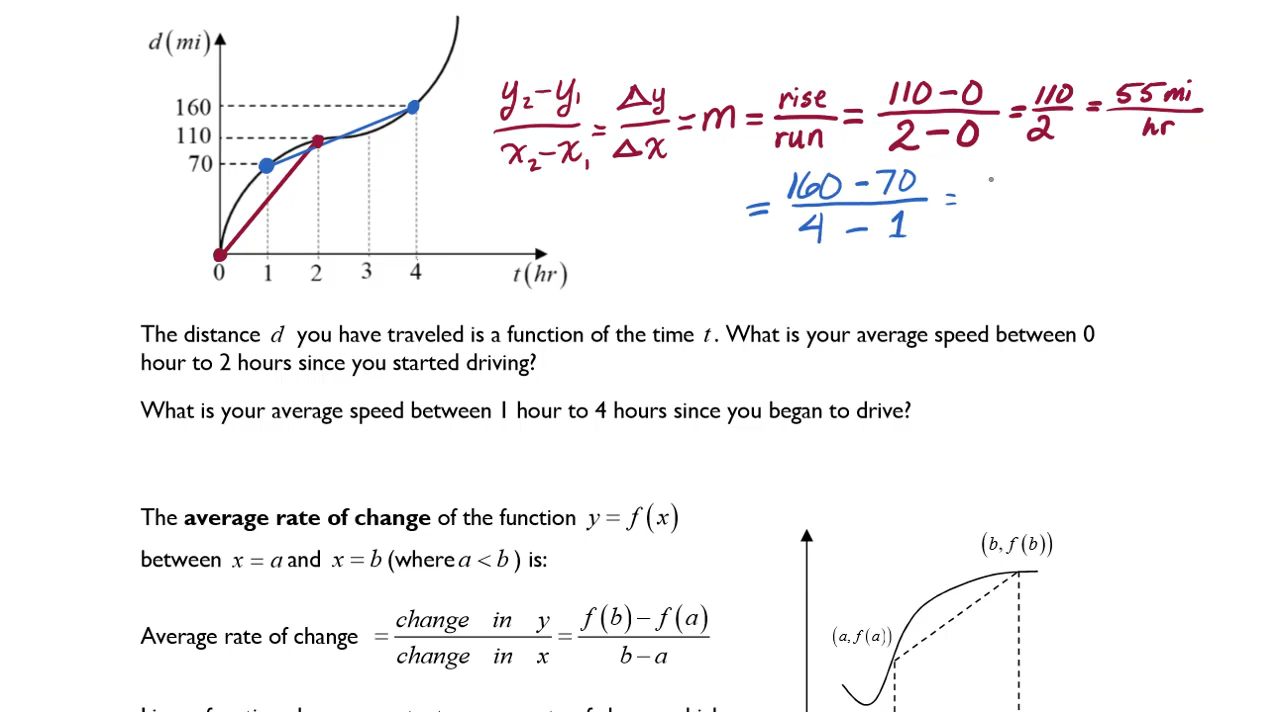 d(mi)
160
110
70
0 1 2 3 4 t(hr)
y₂-y₁/x₂-x₁ = Δy/Δx = m = rise/run = 110-0/2-0 = 110/2 = 55mi/hr
= 160-70/4-1 =
The distance d you have traveled is a function of the time t. What is your average speed between 0
hour to 2 hours since you started driving?
What is your average speed between 1 hour to 4 hours since you began to drive?
The average rate of change of the function y = f(x)
between x = a and x = b (where a < b) is:
Average rate of change = change in y/change in x = f(b)-f(a)/b-a
(b, f(b))
(a, f(a))